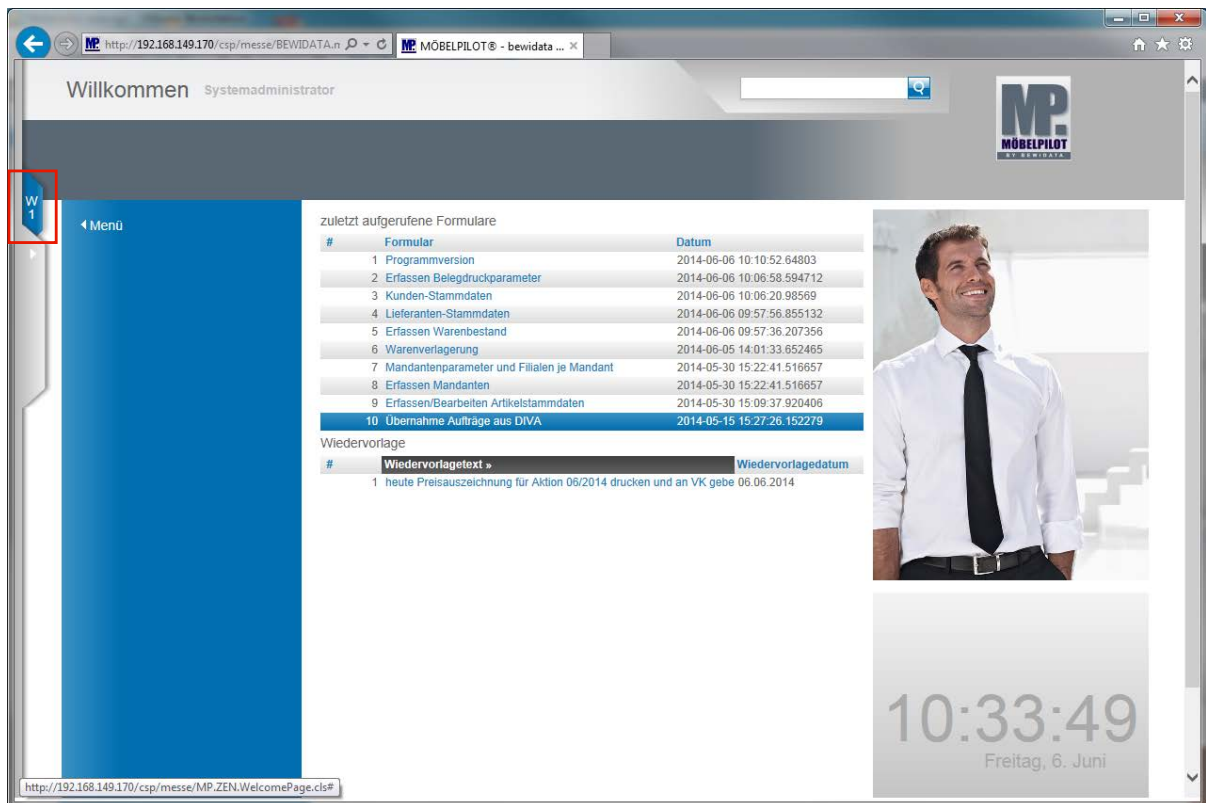 http://192.168.149.170/csp/messe/BEWIDATA.n
MÖBELPILOT® - bewidata ...
Willkommen Systemadministrator
MP.
MÖBELPILOT
BY BEWIDATA
W
1
Menü
zuletzt aufgerufene Formulare
# Formular Datum
1 Programmversion 2014-06-06 10:10:52.64803
2 Erfassen Belegdruckparameter 2014-06-06 10:06:58.594712
3 Kunden-Stammdaten 2014-06-06 10:06:20.98569
4 Lieferanten-Stammdaten 2014-06-06 09:57:56.855132
5 Erfassen Warenbestand 2014-06-06 09:57:36.207356
6 Warenverlagerung 2014-06-05 14:01:33.652465
7 Mandantenparameter und Filialen je Mandant 2014-05-30 15:22:41.516657
8 Erfassen Mandanten 2014-05-30 15:22:41.516657
9 Erfassen/Bearbeiten Artikelstammdaten 2014-05-30 15:09:37.920406
10 Übernahme Aufträge aus DIVA 2014-05-15 15:27:26.152279
Wiedervorlage
# Wiedervorlagetext » Wiedervorlagedatum
1 heute Preisauszeichnung für Aktion 06/2014 drucken und an VK gebe 06.06.2014
10:33:49
Freitag, 6. Juni
http://192.168.149.170/csp/messe/MP.ZEN.WelcomePage.cls#